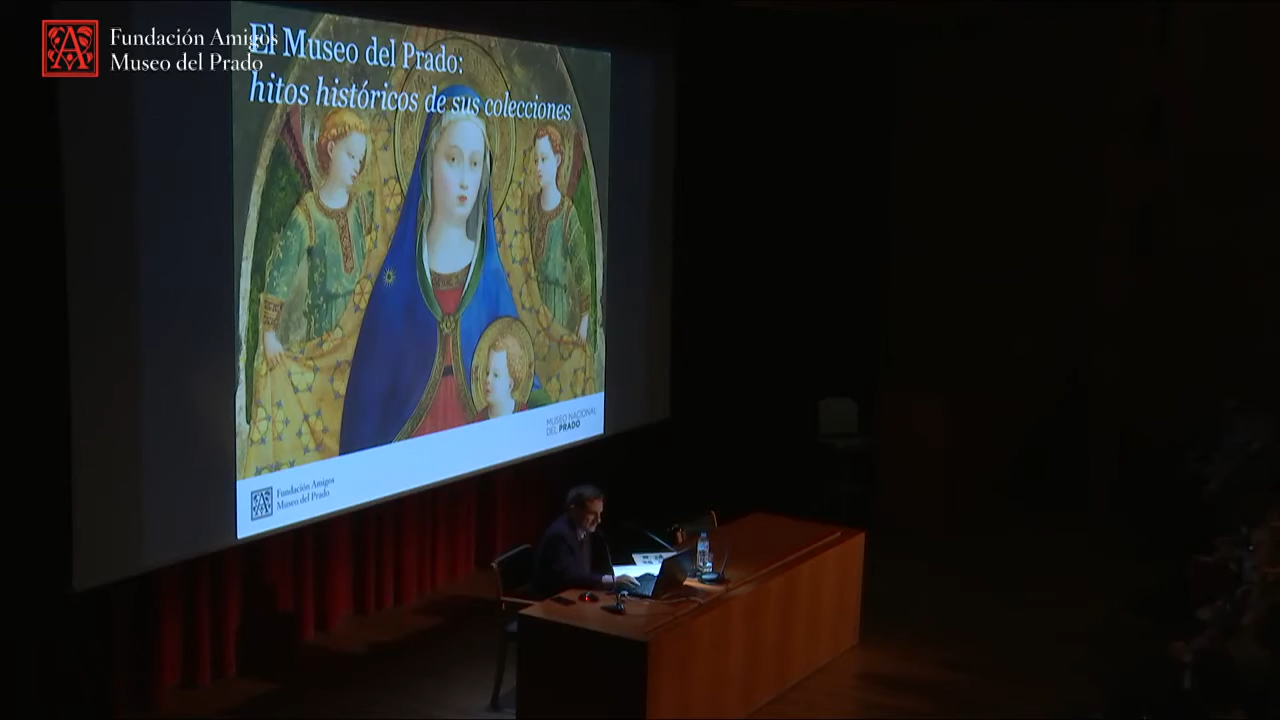 Fundación Amigos
Museo del Prado
El Museo del Prado:
hitos históricos de sus colecciones
MUSEO NACIONAL
DEL PRADO
Fundación Amigos
Museo del Prado